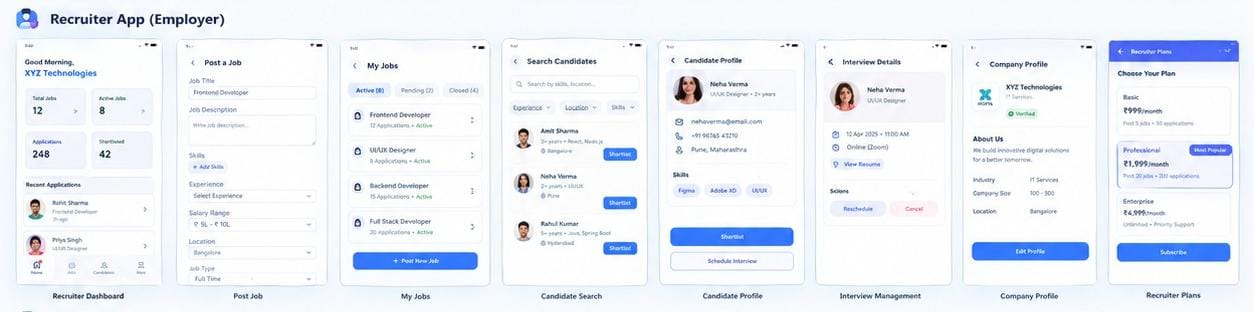 Recruiter App (Employer)
Good Morning,
XYZ Technologies
Total Jobs
12
Active Jobs
8
Applications
248
Shortlisted
42
Recent Applications
Rohit Sharma
Frontend Developer
Priya Singh
UI/UX Designer
Home
Jobs
Candidates
Recruiter Dashboard
Post a Job
Job Title
Frontend Developer
Job Description
Write job description...
Skills
+ Add Skills
Experience
Select Experience
Salary Range
₹ 5L - ₹ 10L
Location
Bangalore
Job Type
Full Time
Post Job
My Jobs
Active (8) Pending (2) Closed (4)
Frontend Developer
12 Applications • Active
UI/UX Designer
8 Applications • Active
Backend Developer
15 Applications • Active
Full Stack Developer
20 Applications • Active
+ Post New Job
My Jobs
Search Candidates
Search by skills, location...
Experience Location Skills
Amit Sharma
3+ years • React, Node.js
Bangalore
Shortlist
Neha Verma
2+ years • UI/UX
Pune
Shortlist
Rahul Kumar
5+ years • Java, Spring Boot
Hyderabad
Shortlist
Candidate Search
Candidate Profile
Neha Verma
UI/UX Designer • 2+ years
nehaverma@email.com
+91 98765 43210
Pune, Maharashtra
Skills
Figma Adobe XD UI/UX
Shortlist
Schedule Interview
Candidate Profile
Interview Details
Neha Verma
UI/UX Designer
12 Apr 2025 • 11:00 AM
Online (Zoom)
View Resume
Reschedule Cancel
Interview Management
Company Profile
XYZ Technologies
IT Services
Verified
About Us
We build innovative digital solutions
for a better tomorrow.
Industry IT Services
Company Size 100 - 500
Location Bangalore
Edit Profile
Company Profile
Recruiter Plans
Choose Your Plan
Basic
₹999/month
Post 5 jobs • 50 applications
Professional Most Popular
₹1,999/month
Post 20 jobs • 200 applications
Enterprise
₹4,999/month
Unlimited • Priority Support
Subscribe
Recruiter Plans